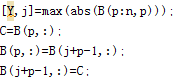 [Y,j]=max(abs(B(p:n,p)));
C=B(p,:);
B(p,:)=B(j+p-1,:);
B(j+p-1,:)=C;